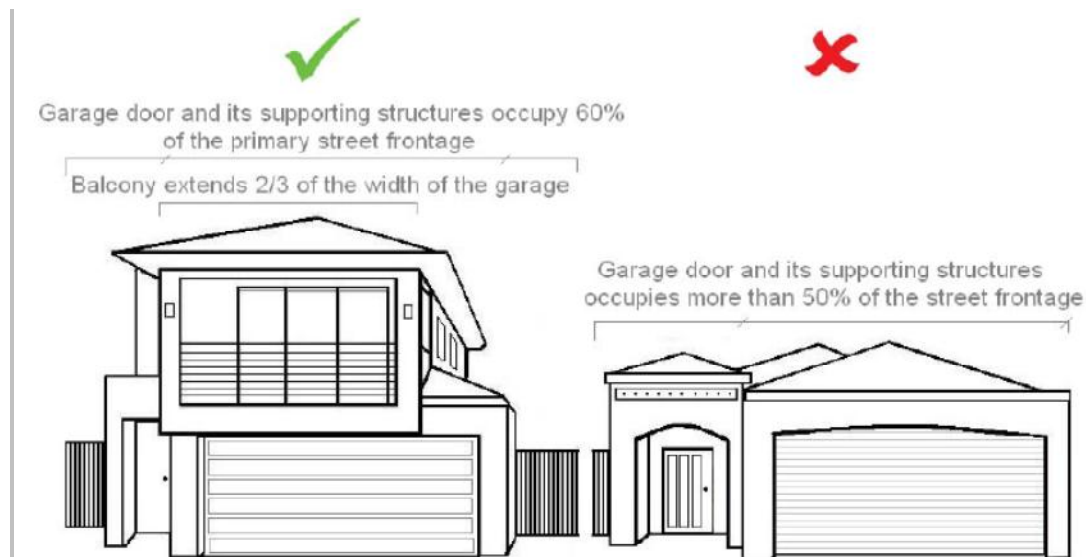 Garage door and its supporting structures occupy 60%
of the primary street frontage
Balcony extends 2/3 of the width of the garage
Garage door and its supporting structures
occupies more than 50% of the street frontage